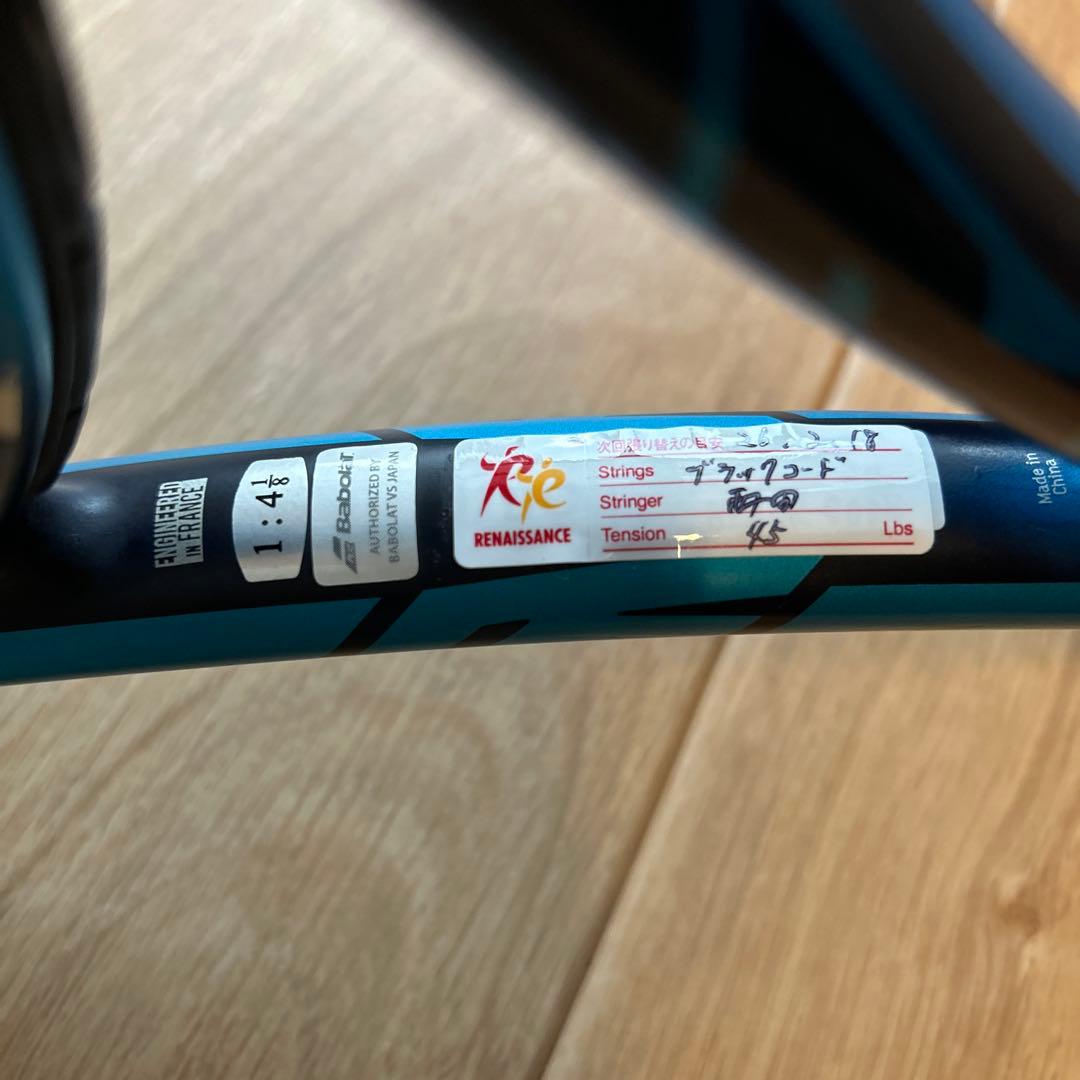 ENGINEERED
IN FRANCE
1 : 4 1/8
Babolat
AUTHORIZED BY
BABOLAT VS JAPAN
Re
RENAISSANCE
次回張り替えの目安 26.2.18
Strings ブラックコード
Stringer
Tension 45 Lbs
Made in
China